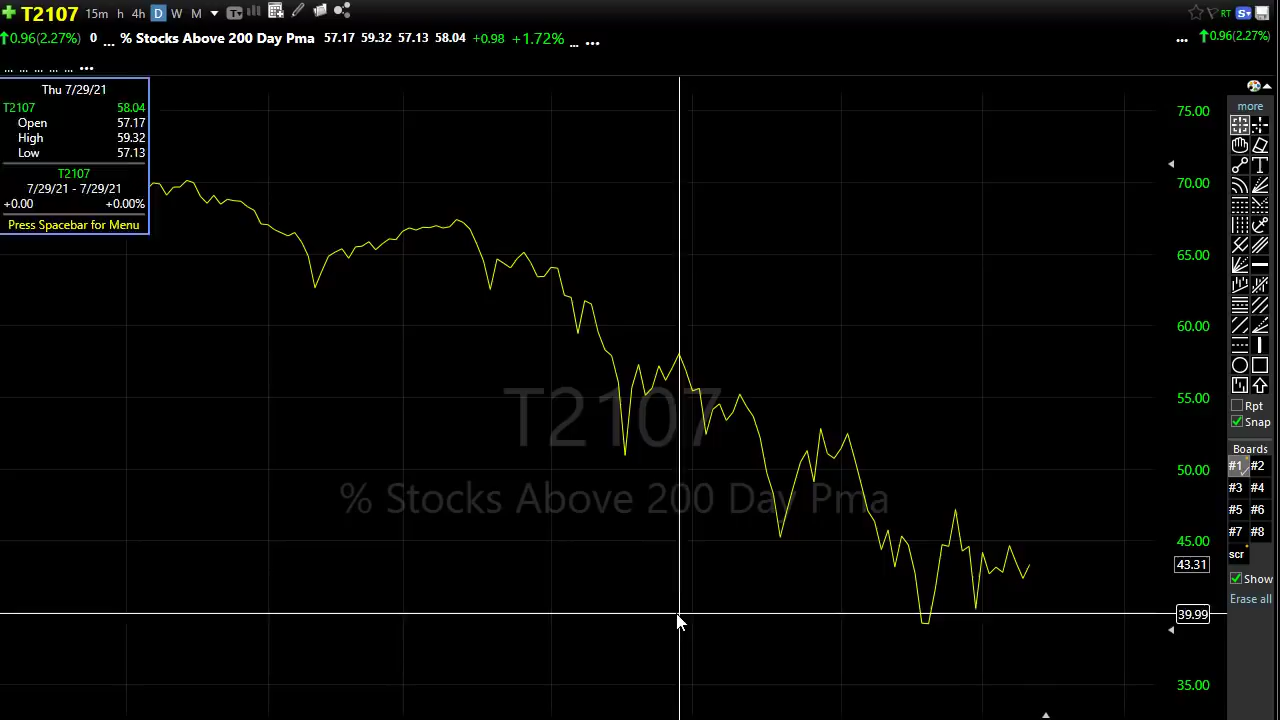 T2107 15m h 4h D W M T RT S
0.96(2.27%) 0 ... % Stocks Above 200 Day Pma 57.17 59.32 57.13 58.04 +0.98 +1.72% ... ... ... 0.96(2.27%)
... ... ... ... ... ...
Thu 7/29/21
T2107 58.04
Open 57.17
High 59.32
Low 57.13
T2107
7/29/21 - 7/29/21
+0.00 +0.00%
Press Spacebar for Menu
75.00
70.00
65.00
60.00
55.00
50.00
45.00
43.31
39.99
35.00
T2107
% Stocks Above 200 Day Pma
more
T
Rpt
Snap
Boards
#1 #2
#3 #4
#5 #6
#7 #8
scr
Show
Erase all